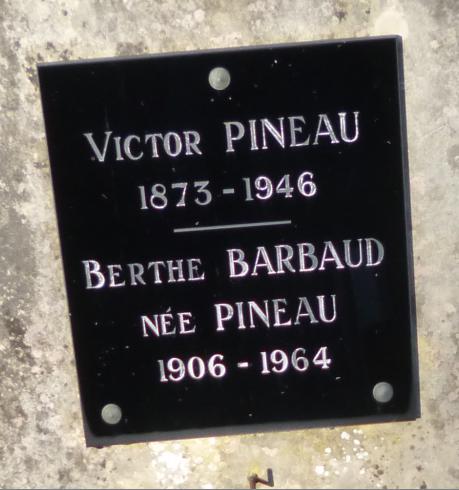 VICTOR PINEAU
1873 - 1946
BERTHE BARBAUD
NÉE PINEAU
1906 - 1964